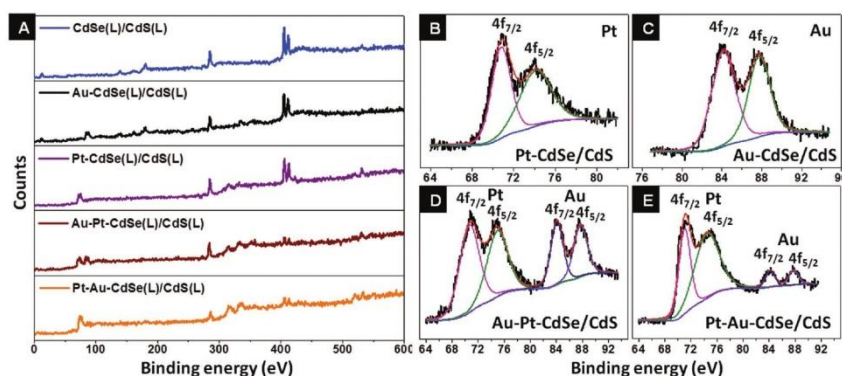 A
CdSe(L)/CdS(L)
Au-CdSe(L)/CdS(L)
Pt-CdSe(L)/CdS(L)
Au-Pt-CdSe(L)/CdS(L)
Pt-Au-CdSe(L)/CdS(L)
Counts
0 100 200 300 400 500 600
Binding energy (eV)
B
4f7/2
4f5/2
Pt
Pt-CdSe/CdS
64 68 72 76 80 82
C
4f7/2 4f5/2
Au
Au-CdSe/CdS
76 80 84 88 92 96
D
Pt Au
4f7/2 4f5/2 4f7/2 4f5/2
Au-Pt-CdSe/CdS
64 68 72 76 80 84 88 92
E
Pt
4f7/2
4f5/2
Au
4f7/2 4f5/2
Pt-Au-CdSe/CdS
64 68 72 76 80 84 88 92
Binding energy (eV)